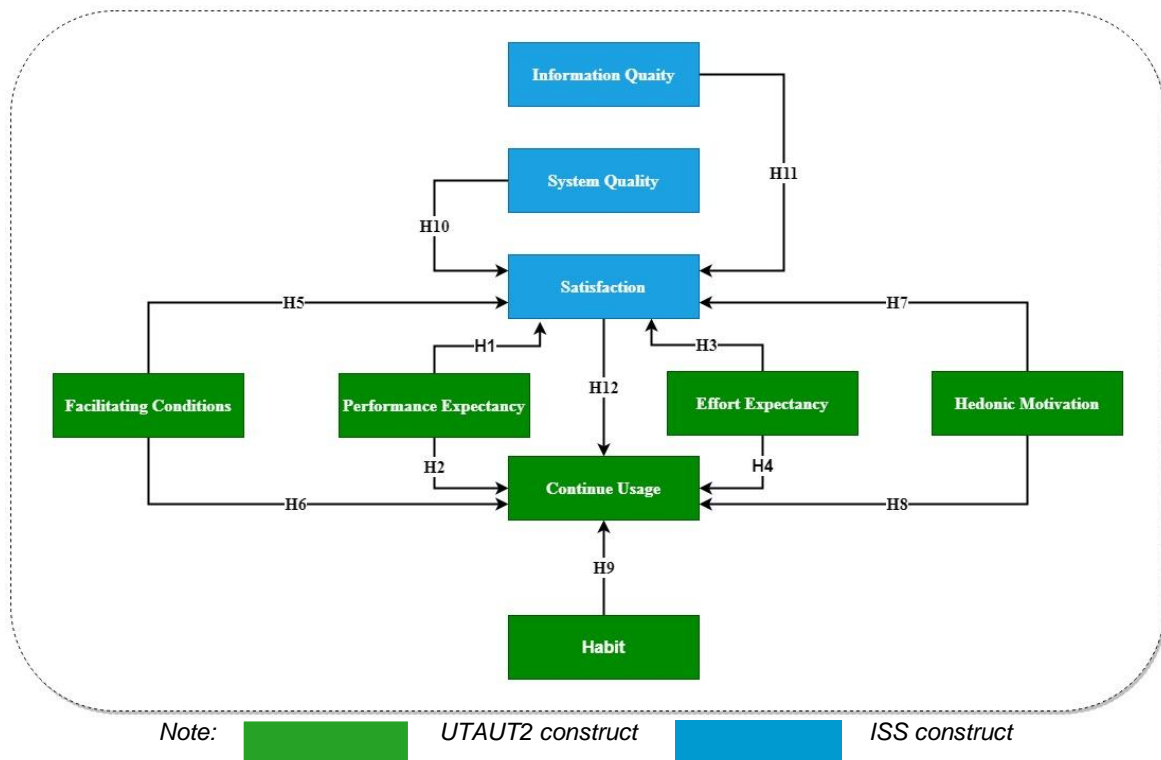 Information Quaity
System Quality
H11
H10
Satisfaction
H5
H7
H1
H3
Facilitating Conditions
Performance Expectancy
H12
Effort Expectancy
Hedonic Motivation
H2
H4
Continue Usage
H6
H8
H9
Habit
Note: UTAUT2 construct ISS construct